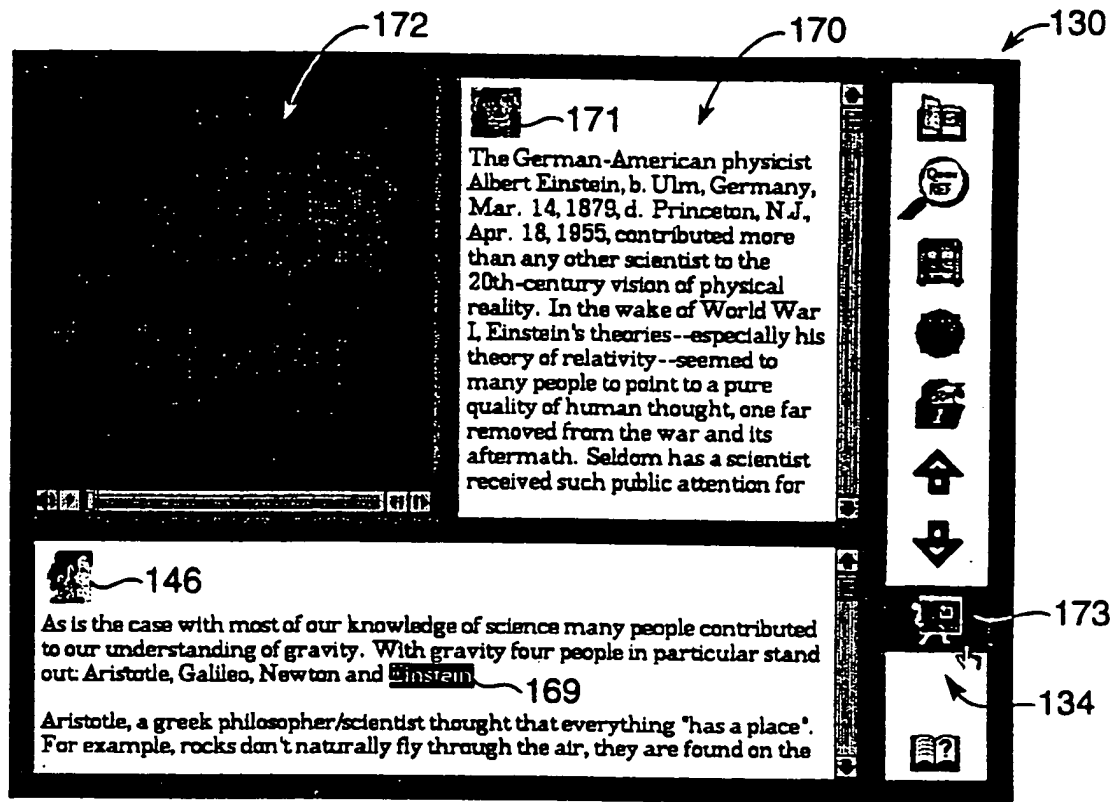 172
170
130
171
The German-American physicist
Albert Einstein, b. Ulm, Germany,
Mar. 14, 1879, d. Princeton, N.J.,
Apr. 18, 1955, contributed more
than any other scientist to the
20th-century vision of physical
reality. In the wake of World War
I, Einstein's theories--especially his
theory of relativity--seemed to
many people to point to a pure
quality of human thought, one far
removed from the war and its
aftermath. Seldom has a scientist
received such public attention for
REF
146
As is the case with most of our knowledge of science many people contributed
to our understanding of gravity. With gravity four people in particular stand
out: Aristotle, Galileo, Newton and Einstein
169
Aristotle, a greek philosopher/scientist thought that everything "has a place".
For example, rocks don't naturally fly through the air, they are found on the
173
134
?